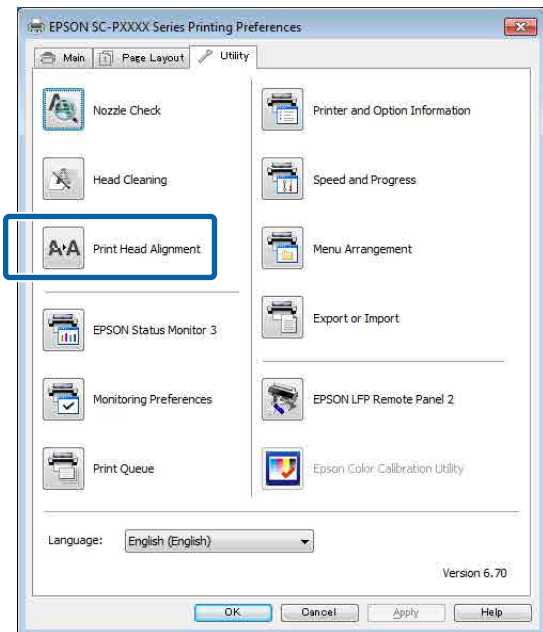 EPSON SC-PXXXX Series Printing Preferences
Main Page Layout Utility
Nozzle Check
Head Cleaning
A A Print Head Alignment
EPSON Status Monitor 3
Monitoring Preferences
Print Queue
Printer and Option Information
Speed and Progress
Menu Arrangement
Export or Import
EPSON LFP Remote Panel 2
Epson Color Calibration Utility
Language: English (English)
Version 6.70
OK Cancel Apply Help